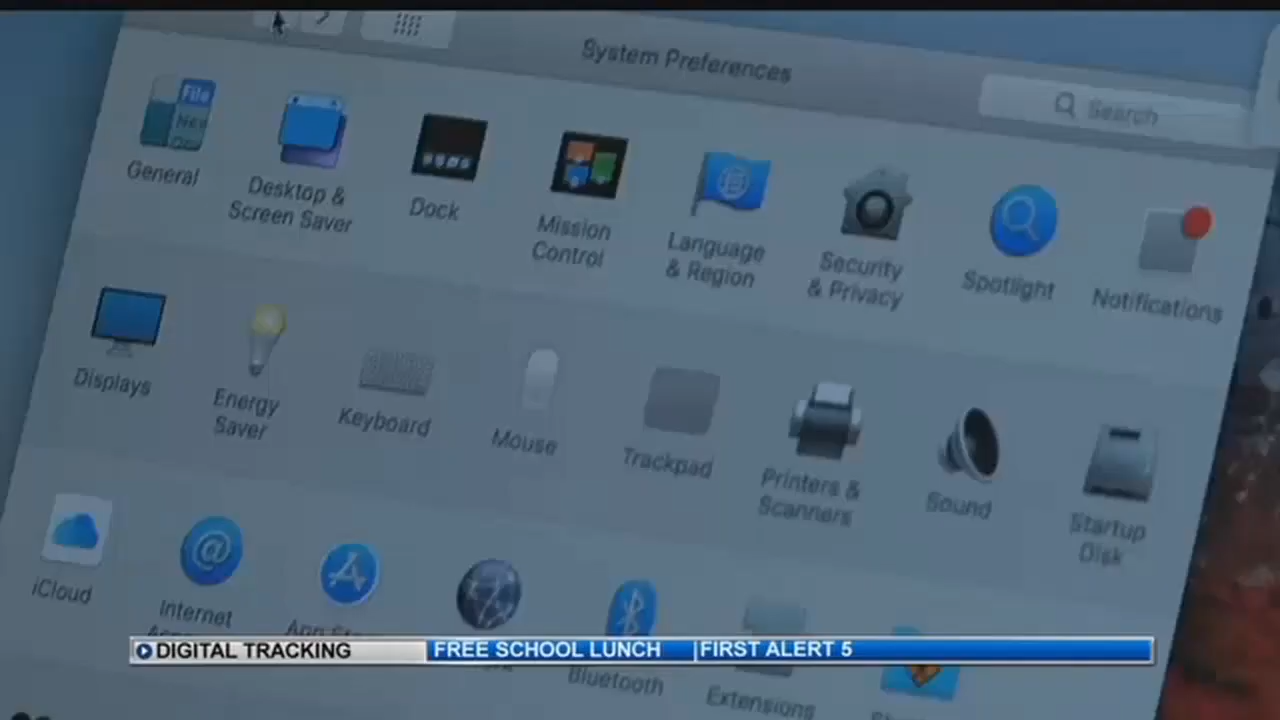 System Preferences
Search
File
New
General
Desktop &
Screen Saver
Dock
Mission
Control
Language
& Region
Security
& Privacy
Spotlight
Notifications
Displays
Energy
Saver
Keyboard
Mouse
Trackpad
Printers &
Scanners
Sound
Startup
Disk
iCloud
Internet
Bluetooth
Extensions
DIGITAL TRACKING
FREE SCHOOL LUNCH
FIRST ALERT 5